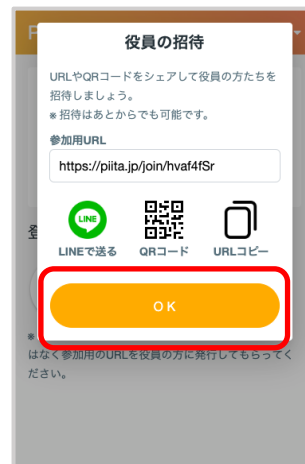 役員の招待
URLやQRコードをシェアして役員の方たちを
招待しましょう。
※招待はあとからでも可能です。
参加用URL
https://piita.jp/join/hvaf4fSr
LINE
LINEで送る QRコード URLコピー
OK
はなく参加用のURLを役員の方に発行してもらってく
ださい。